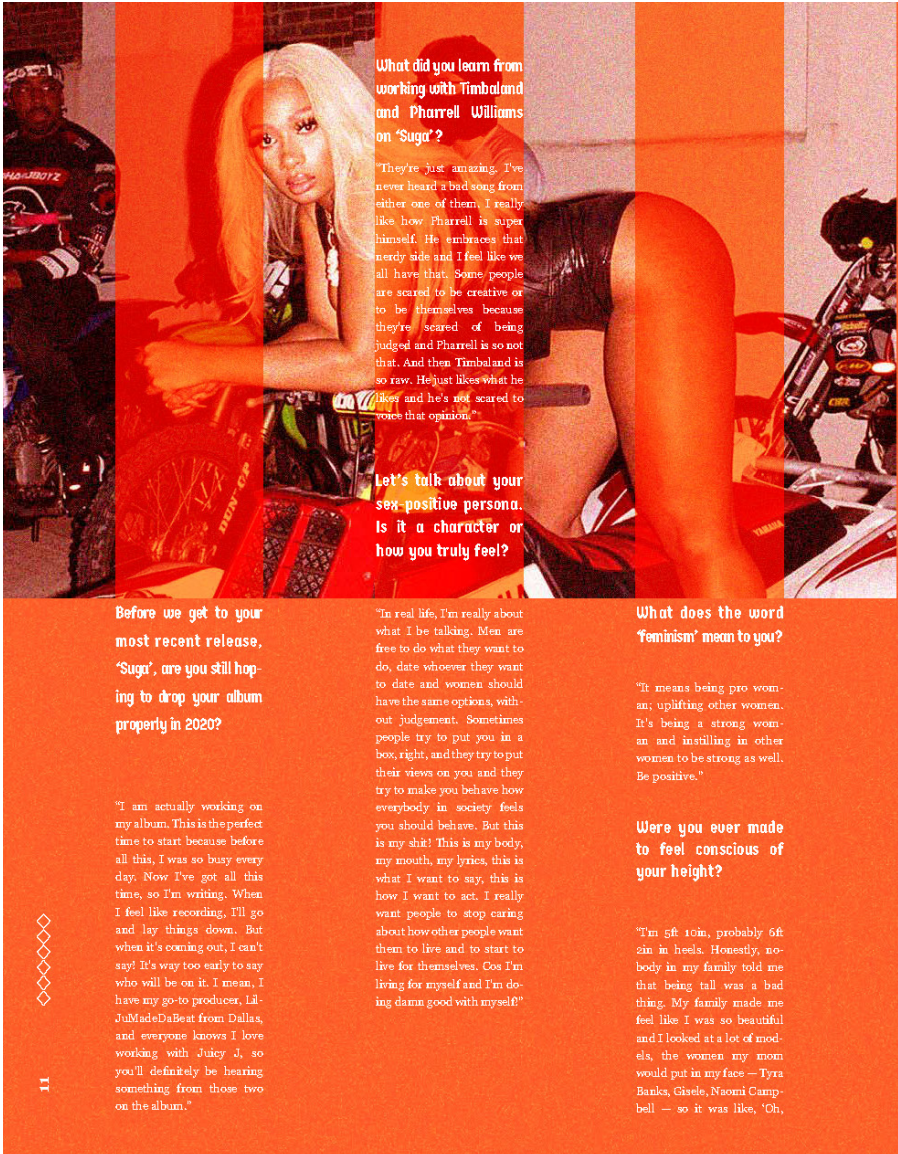 Before we get to your
most recent release,
‘Suga’, are you still hop-
ing to drop your album
properly in 2020?
“I am actually working on
my album. This is the perfect
time to start because before
all this, I was so busy every
day. Now I've got all this
time, so I'm writing. When
I feel like recording, I'll go
and lay things down. But
when it's coming out, I can't
say! It's way too early to say
who will be on it. I mean, I
have my go-to producer, Lil-
JuMadeDaBeat from Dallas,
and everyone knows I love
working with Juicy J, so
you'll definitely be hearing
something from those two
on the album.”
What did you learn from
working with Timbaland
and Pharrell Williams
on ‘Suga’?
“They're just amazing. I've
never heard a bad song from
either one of them. I really
like how Pharrell is super
himself. He embraces that
nerdy side and I feel like we
all have that. Some people
are scared to be creative or
to be themselves because
they're scared of being
judged and Pharrell is so not
that. And then Timbaland is
so raw. He just likes what he
likes and he's not scared to
voice that opinion.”
Let's talk about your
sex-positive persona.
Is it a character or
how you truly feel?
“In real life, I'm really about
what I be talking. Men are
free to do what they want to
do, date whoever they want
to date and women should
have the same options, with-
out judgement. Sometimes
people try to put you in a
box, right, and they try to put
their views on you and they
try to make you behave how
everybody in society feels
you should behave. But this
is my shit! This is my body,
my mouth, my lyrics, this is
what I want to say, this is
how I want to act. I really
want people to stop caring
about how other people want
them to live and to start to
live for themselves. Cos I'm
living for myself and I'm do-
ing damn good with myself!”
What does the word
‘feminism’ mean to you?
“It means being pro wom-
an; uplifting other women.
It's being a strong wom-
an and instilling in other
women to be strong as well.
Be positive.”
Were you ever made
to feel conscious of
your height?
“I'm 5ft 10in, probably 6ft
2in in heels. Honestly, no-
body in my family told me
that being tall was a bad
thing. My family made me
feel like I was so beautiful
and I looked at a lot of mod-
els, the women my mom
would put in my face — Tyra
Banks, Gisele, Naomi Camp-
bell — so it was like, ‘Oh,
11
YAMAHA